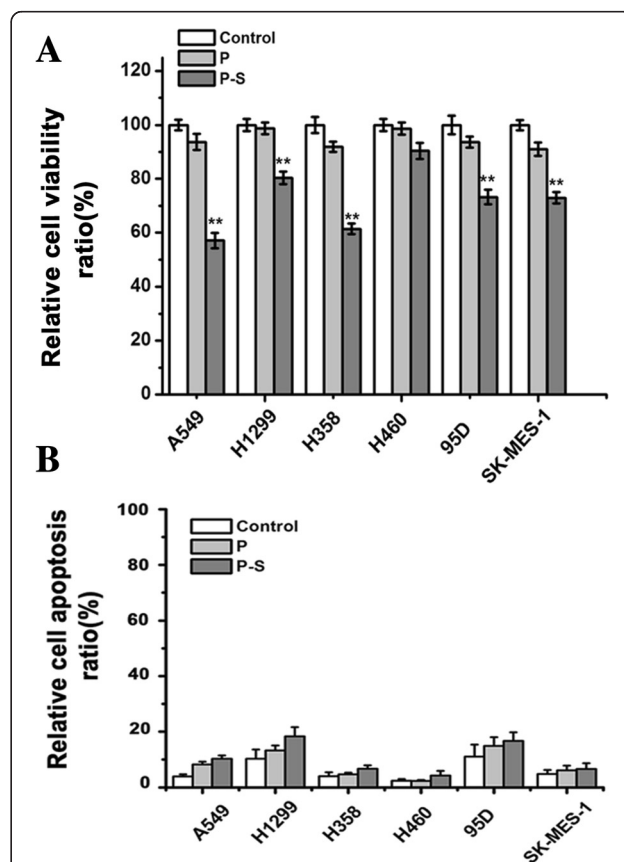 A
Control
P
P-S
Relative cell viability
ratio(%)
120
100
80
60
40
20
0
**
**
**
**
**
A549
H1299
H358
H460
95D
SK-MES-1
B
Control
P
P-S
Relative cell apoptosis
ratio(%)
100
80
60
40
20
0
A549
H1299
H358
H460
95D
SK-MES-1